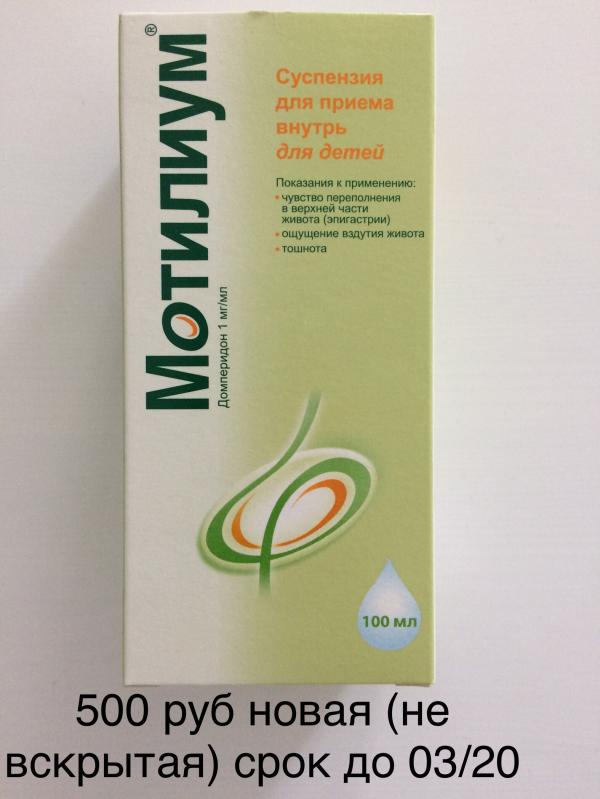 Мотилиум®
Домперидон 1 мг/мл
Суспензия
для приема
внутрь
для детей
Показания к применению:
• чувство переполнения
в верхней части
живота (эпигастрии)
• ощущение вздутия живота
• тошнота
100 мл
500 руб новая (не
вскрытая) срок до 03/20